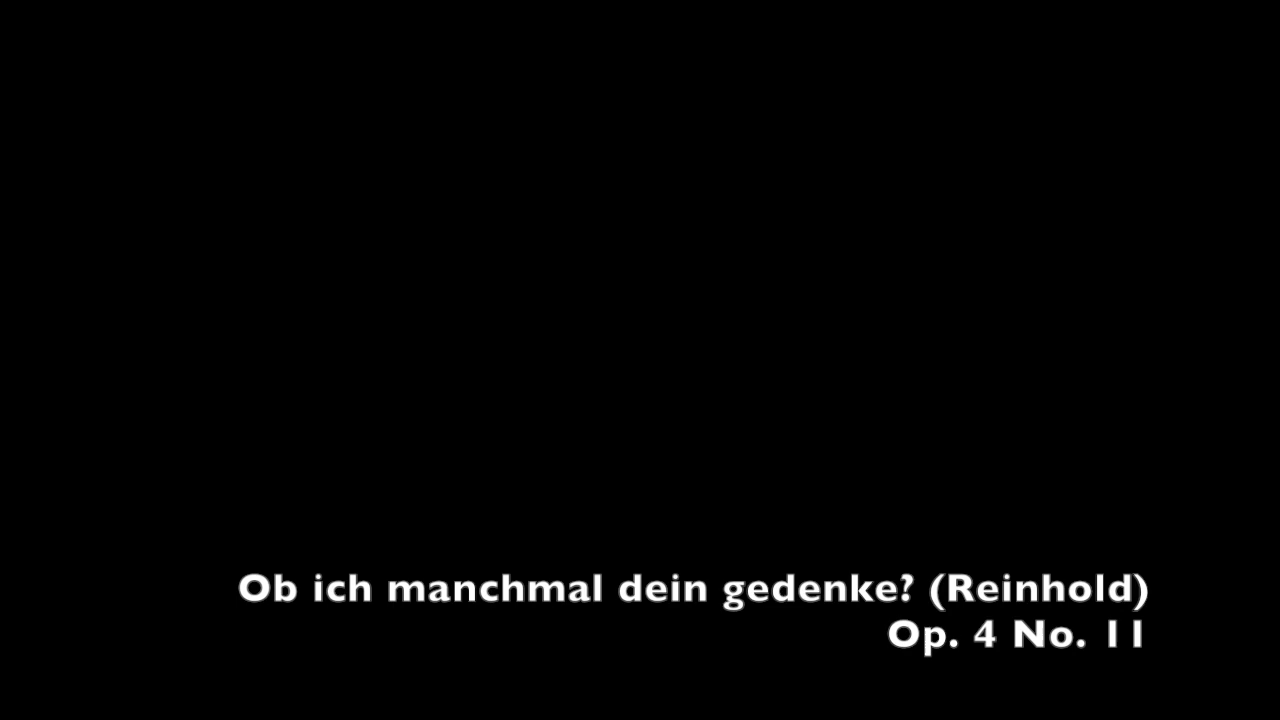 Ob ich manchmal dein gedenke? (Reinhold)
Op. 4 No. 11